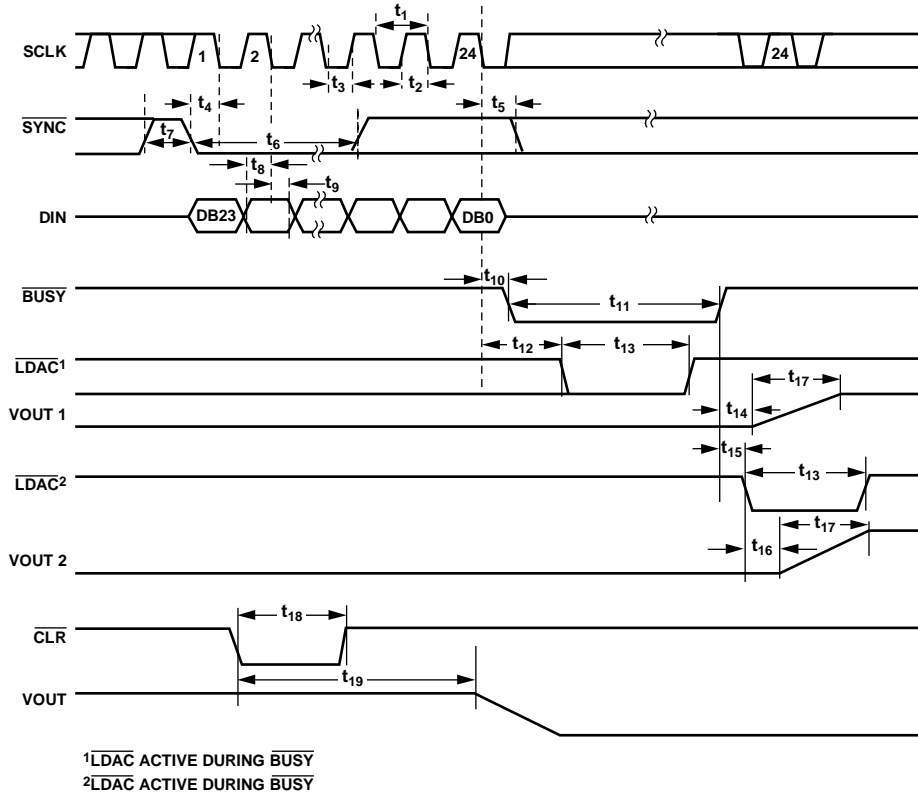 t1
SCLK 1 2 24 24
t3 t2
t4 t5
SYNC
t7 t6
t8
t9
DIN DB23 DB0
t10
BUSY t11
t12 t13
LDAC1
t17
VOUT 1 t14
t15
LDAC2 t13
t17
VOUT 2 t16
t18
CLR
t19
VOUT
1LDAC ACTIVE DURING BUSY
2LDAC ACTIVE DURING BUSY